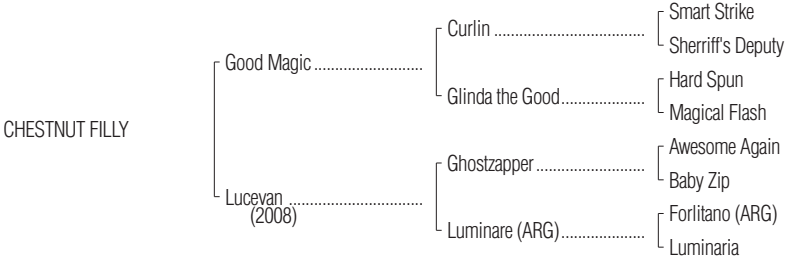 Smart Strike
Curlin ........................................
Sherriff's Deputy
Good Magic ............................
Hard Spun
Glinda the Good......................
Magical Flash
CHESTNUT FILLY
Awesome Again
Ghostzapper ............................
Baby Zip
Lucevan ..................................
(2008)
Forlitano (ARG)
Luminare (ARG)......................
Luminaria